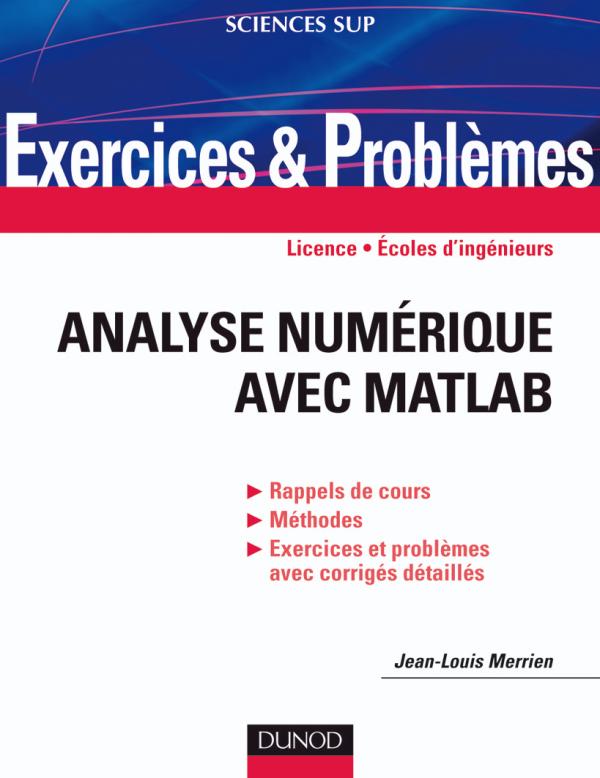 SCIENCES SUP
Exercices & Problèmes
Licence • Écoles d'ingénieurs
ANALYSE NUMÉRIQUE
AVEC MATLAB
► Rappels de cours
► Méthodes
► Exercices et problèmes
avec corrigés détaillés
Jean-Louis Merrien
DUNOD